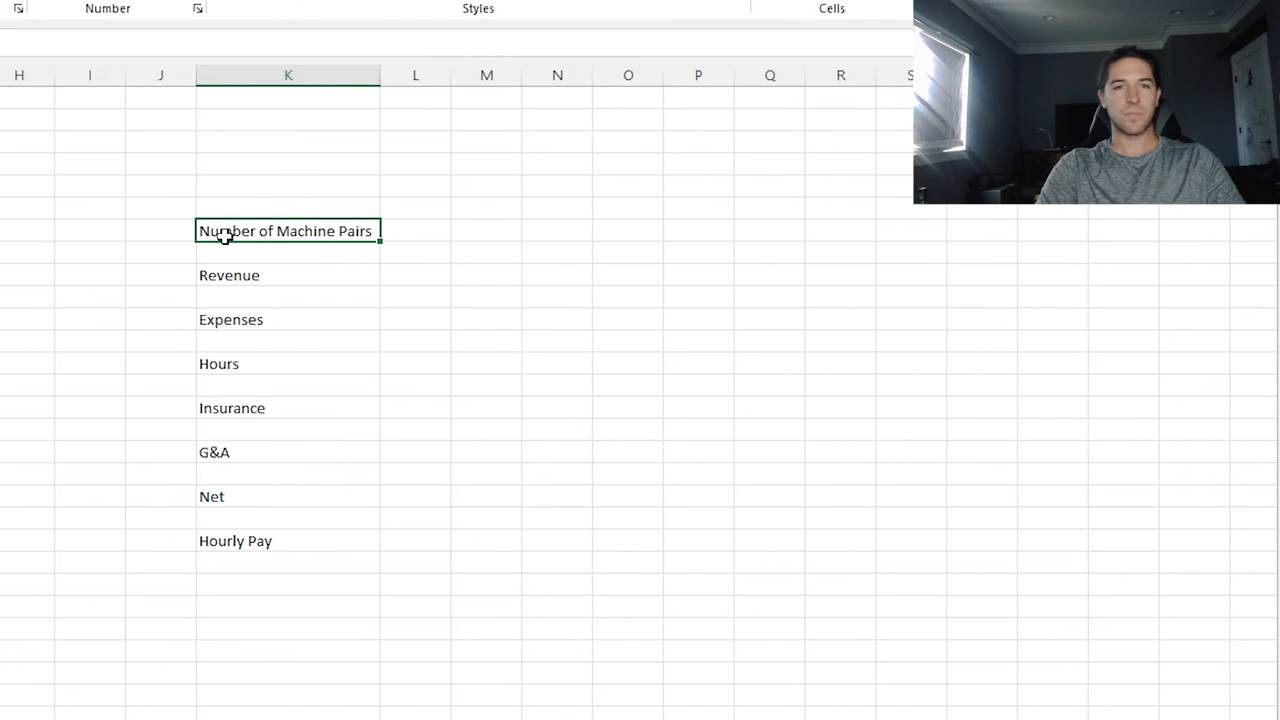 Number
Styles
Cells
H I J K L M N O P Q R
Number of Machine Pairs
Revenue
Expenses
Hours
Insurance
G&A
Net
Hourly Pay